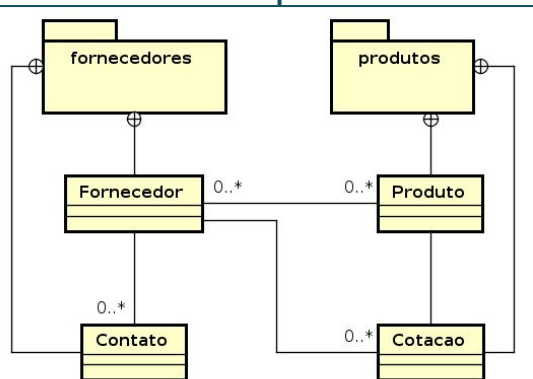 fornecedores
produtos
Fornecedor
0..*
0..*
Produto
0..*
Contato
0..*
Cotacao